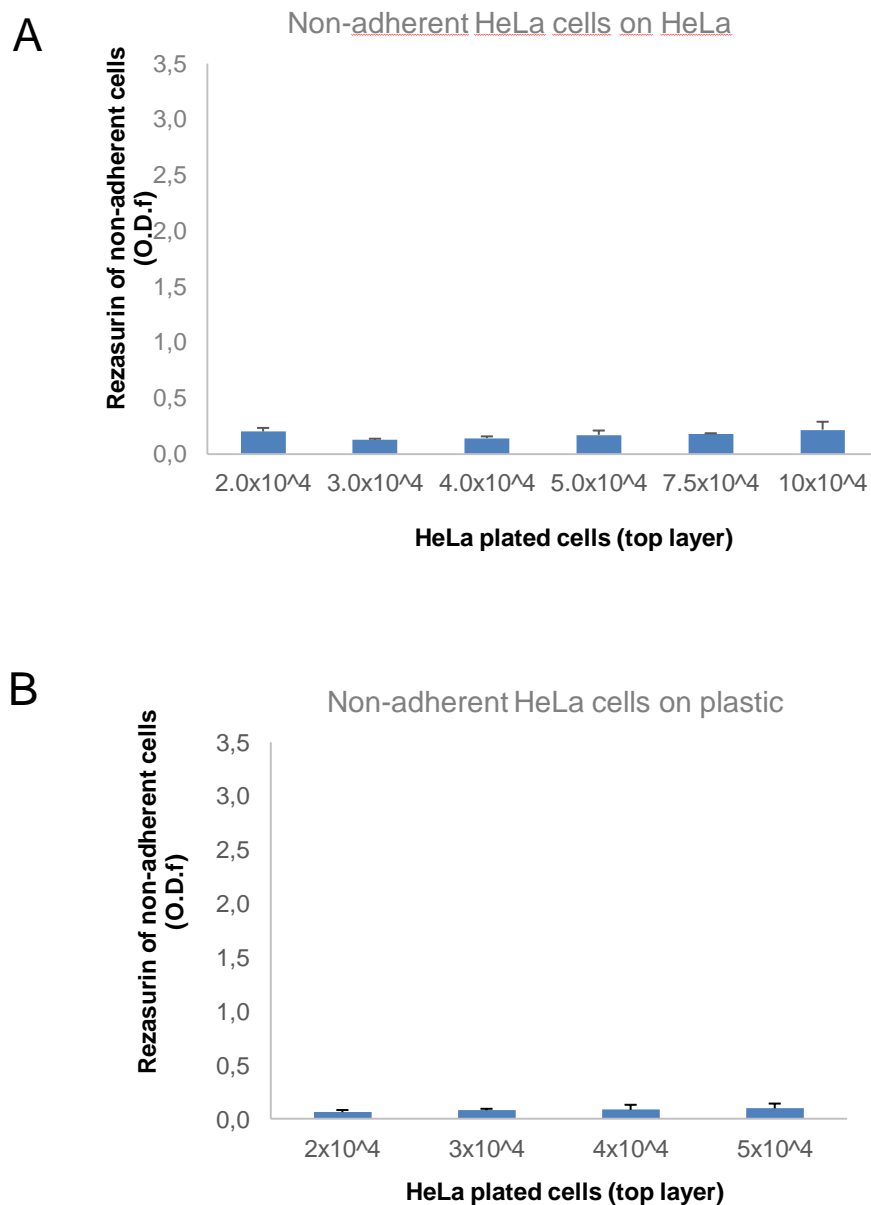 A
Non-adherent HeLa cells on HeLa
Rezasurin of non-adherent cells
(O.D.f)
3,5
3,0
2,5
2,0
1,5
1,0
0,5
0,0
2.0x10^4 3.0x10^4 4.0x10^4 5.0x10^4 7.5x10^4 10x10^4
HeLa plated cells (top layer)
B
Non-adherent HeLa cells on plastic
Rezasurin of non-adherent cells
(O.D.f)
3,5
3,0
2,5
2,0
1,5
1,0
0,5
0,0
2x10^4 3x10^4 4x10^4 5x10^4
HeLa plated cells (top layer)